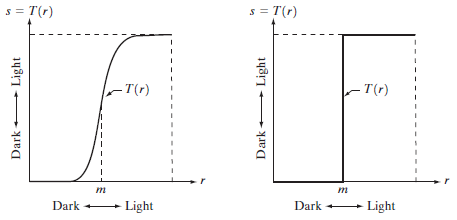 s = T(r)
Dark ↔ Light
T(r)
r
m
Dark ↔ Light
s = T(r)
Dark ↔ Light
T(r)
r
m
Dark ↔ Light